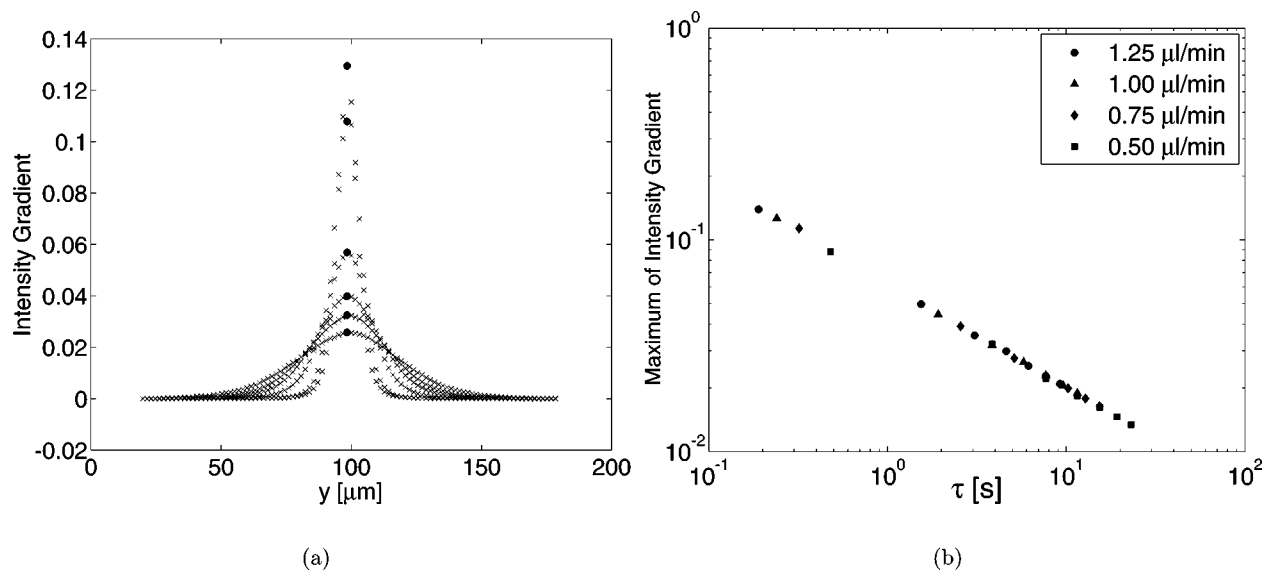 0.14
0.12
0.1
0.08
0.06
0.04
0.02
0
-0.02
Intensity Gradient
0
50
100
150
200
y [μm]
(a)
10^0
10^-1
10^-2
Maximum of Intensity Gradient
1.25 μl/min
1.00 μl/min
0.75 μl/min
0.50 μl/min
10^-1
10^0
10^1
10^2
τ [s]
(b)